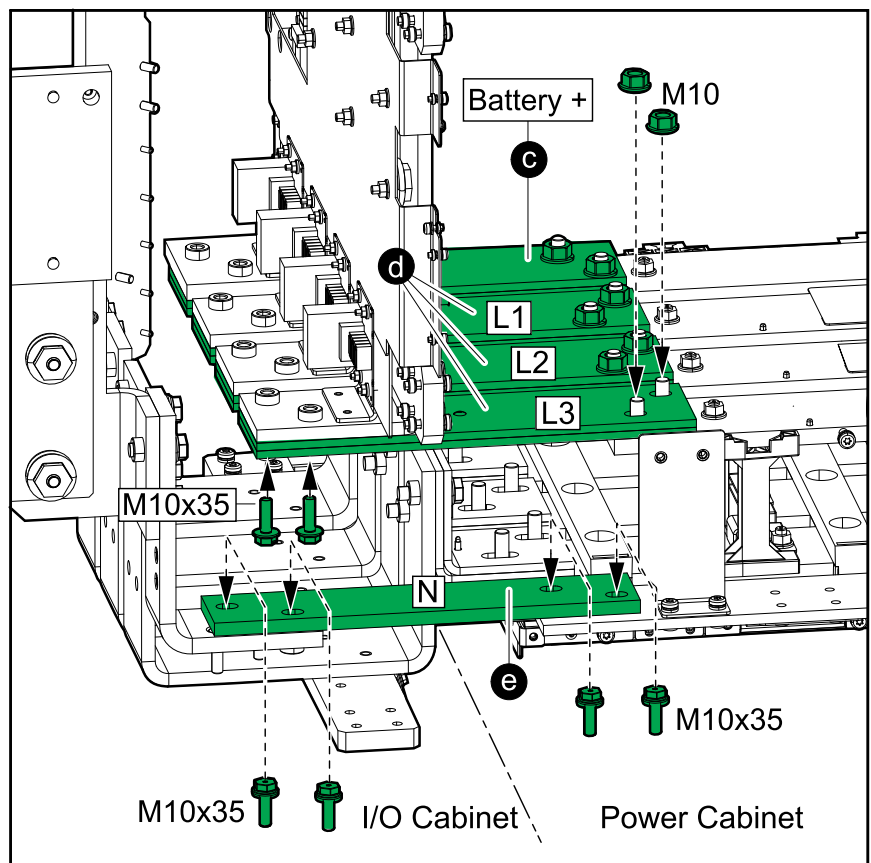 Battery +
M10
c
d
L1
L2
L3
M10x35
N
e
M10x35
M10x35
I/O Cabinet
Power Cabinet